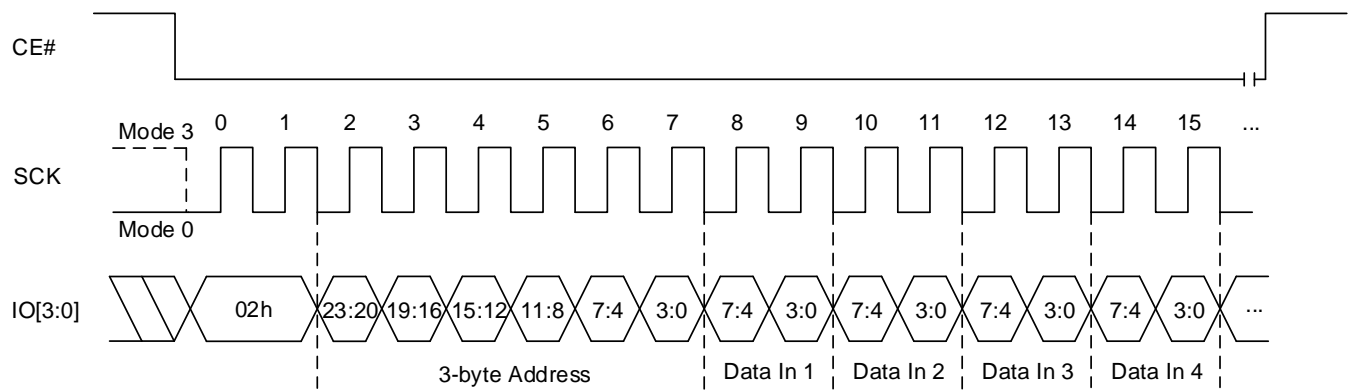 CE#
Mode 3 0 1 2 3 4 5 6 7 8 9 10 11 12 13 14 15 ...
SCK
Mode 0
IO[3:0] 02h 23:20 19:16 15:12 11:8 7:4 3:0 7:4 3:0 7:4 3:0 7:4 3:0 7:4 3:0 ...
3-byte Address Data In 1 Data In 2 Data In 3 Data In 4